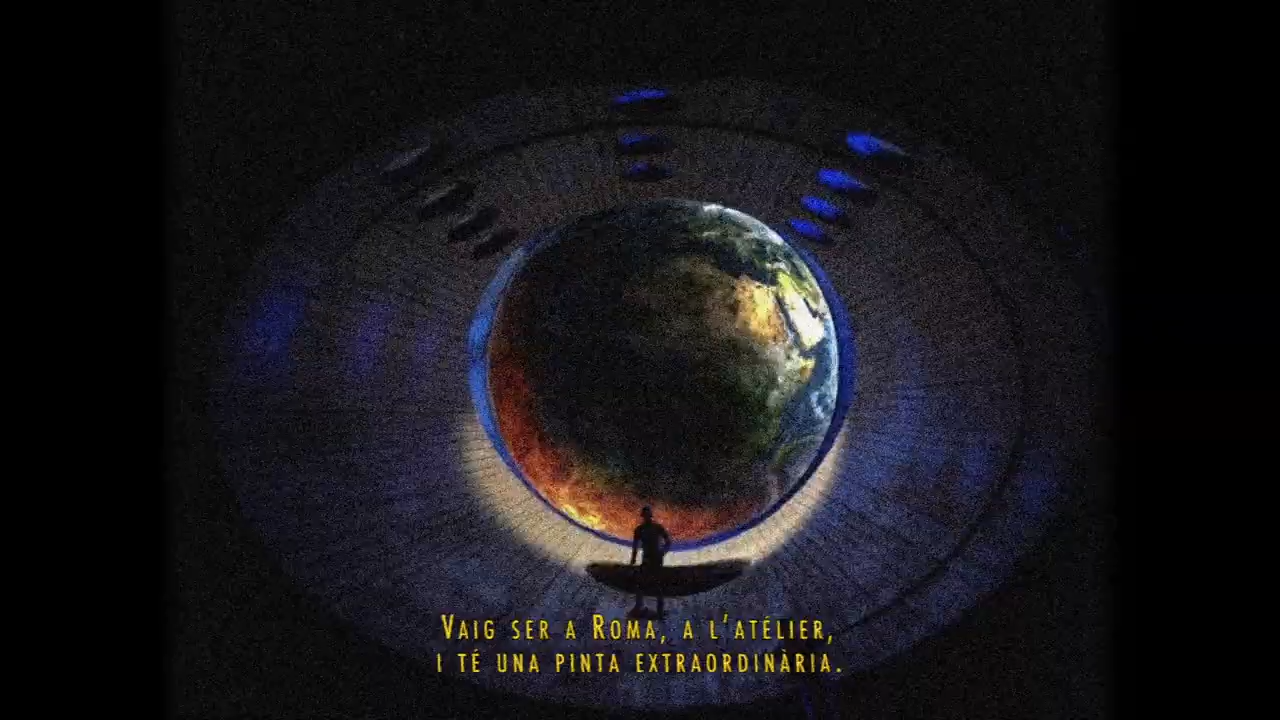 Vaig ser a Roma, a l'atélier,
i té una pinta extraordinària.